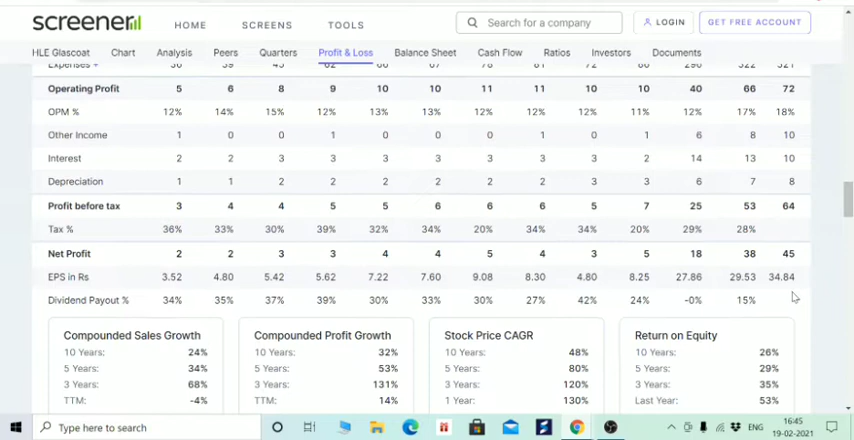 screener
HOME SCREENS TOOLS
Search for a company
LOGIN
GET FREE ACCOUNT
HLE Glascoat Chart Analysis Peers Quarters Profit & Loss Balance Sheet Cash Flow Ratios Investors Documents
Expenses +
Operating Profit 5 6 8 9 10 10 11 11 10 10 40 66 72
OPM % 12% 14% 15% 12% 13% 13% 12% 12% 12% 11% 12% 17% 18%
Other Income 1 0 0 1 0 0 0 1 0 1 6 8 10
Interest 2 2 3 3 3 3 3 3 3 2 14 13 10
Depreciation 1 1 2 2 2 2 2 2 3 3 6 7 8
Profit before tax 3 4 4 5 5 6 6 6 5 7 25 53 64
Tax % 36% 33% 30% 39% 32% 34% 20% 34% 34% 20% 29% 28%
Net Profit 2 2 3 3 4 4 5 4 3 5 18 38 45
EPS in Rs 3.52 4.80 5.42 5.62 7.22 7.60 9.08 8.30 4.80 8.25 27.86 29.53 34.84
Dividend Payout % 34% 35% 37% 39% 30% 33% 30% 27% 42% 24% -0% 15%
Compounded Sales Growth
10 Years: 24%
5 Years: 34%
3 Years: 68%
TTM: -4%
Compounded Profit Growth
10 Years: 32%
5 Years: 53%
3 Years: 131%
TTM: 14%
Stock Price CAGR
10 Years: 48%
5 Years: 80%
3 Years: 120%
1 Year: 130%
Return on Equity
10 Years: 26%
5 Years: 29%
3 Years: 35%
Last Year: 53%
Type here to search
ENG
16:45
19-02-2021